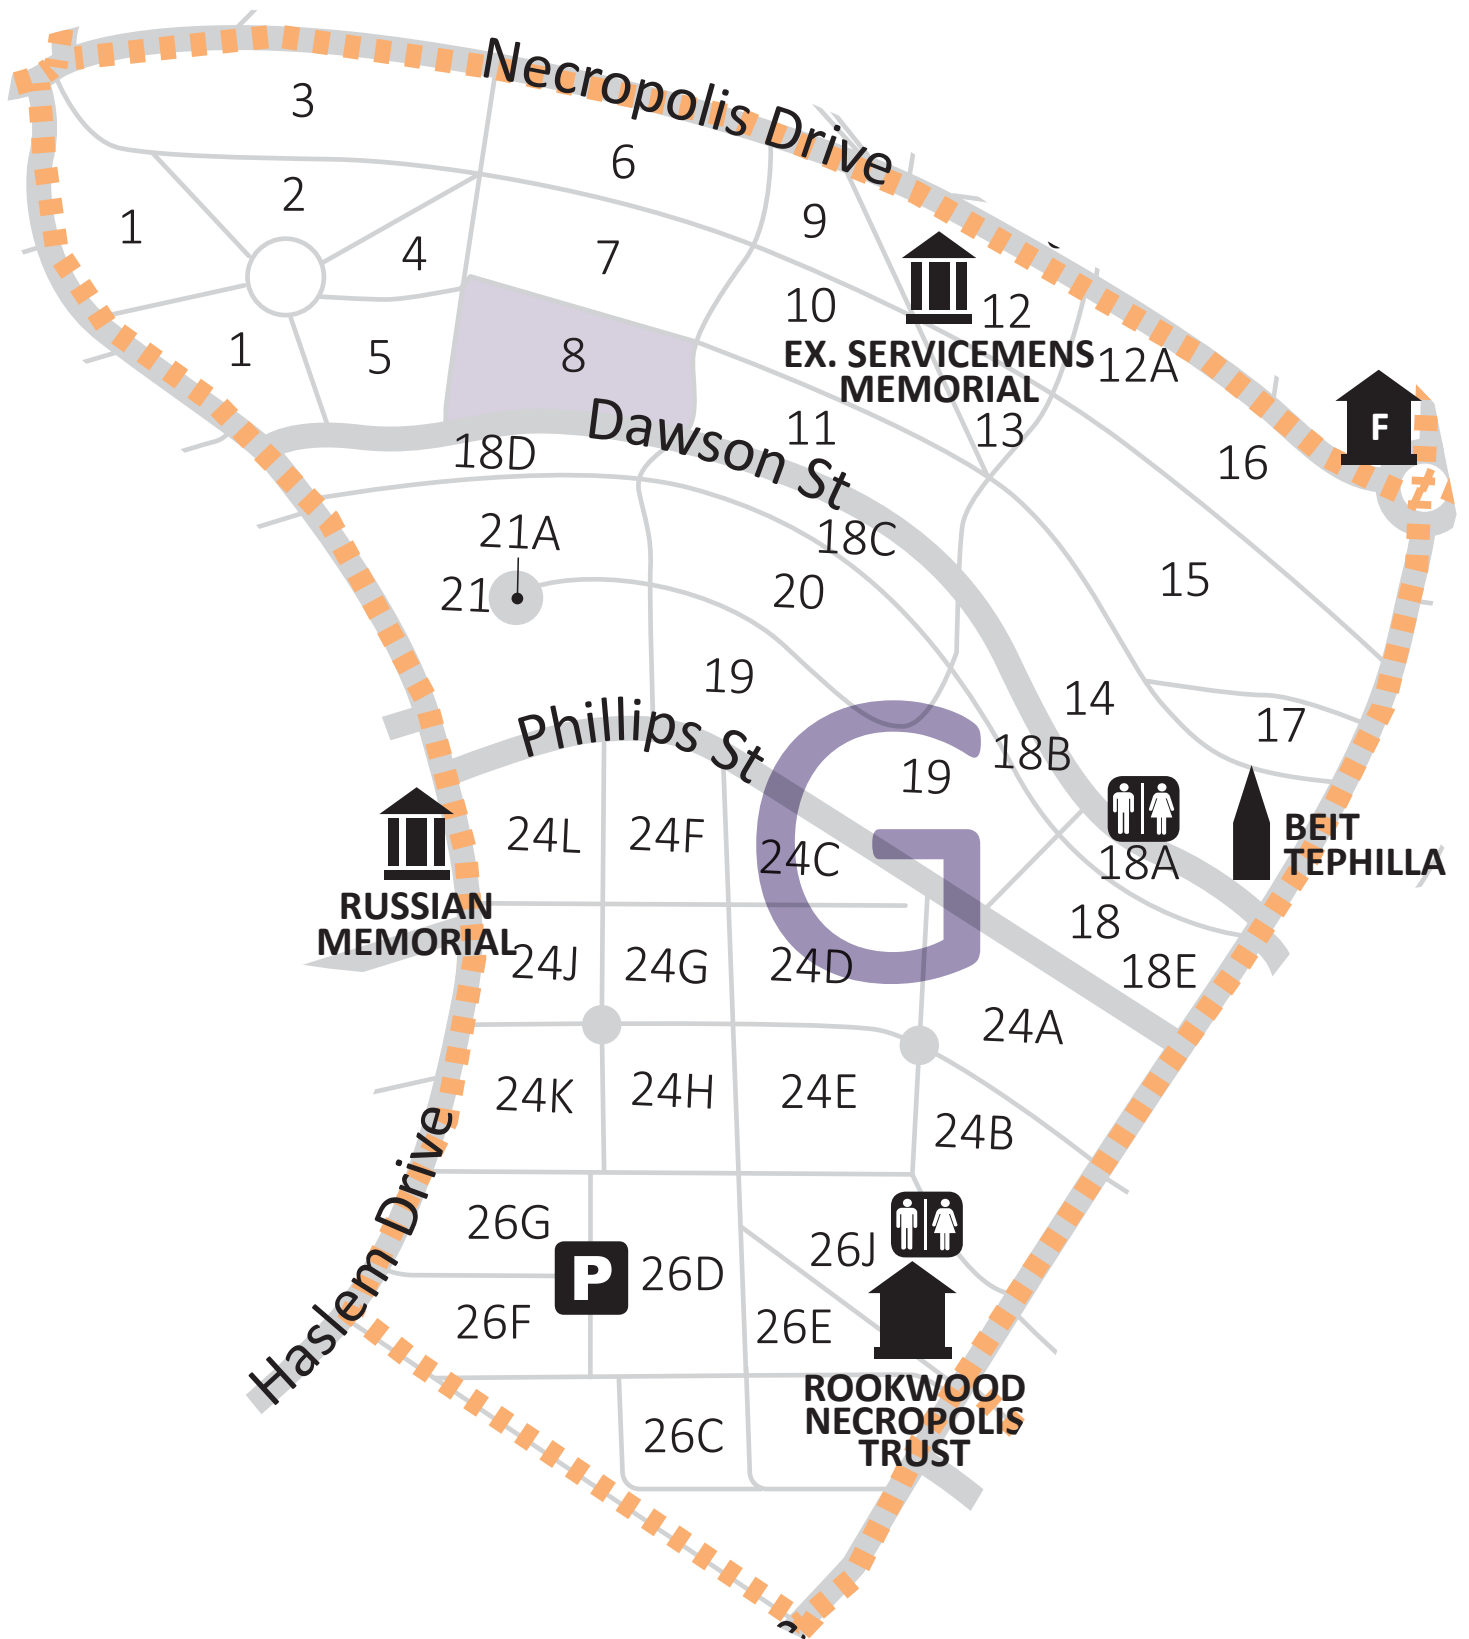 Necropolis Drive
3
6
2
1
9
4
7
10
12
1
5
8
EX. SERVICEMENS
MEMORIAL
12A
F
Dawson St
11
13
18D
16
21A
18C
21
20
15
19
14
Phillips St
17
18B
19
24L
24F
24C
G
18A
BEIT
TEPHILLA
RUSSIAN
MEMORIAL
18
24J
24G
24D
18E
24A
24K
24H
24E
24B
Haslem Drive
26G
26J
P
26D
26F
26E
ROOKWOOD
NECROPOLIS
TRUST
26C